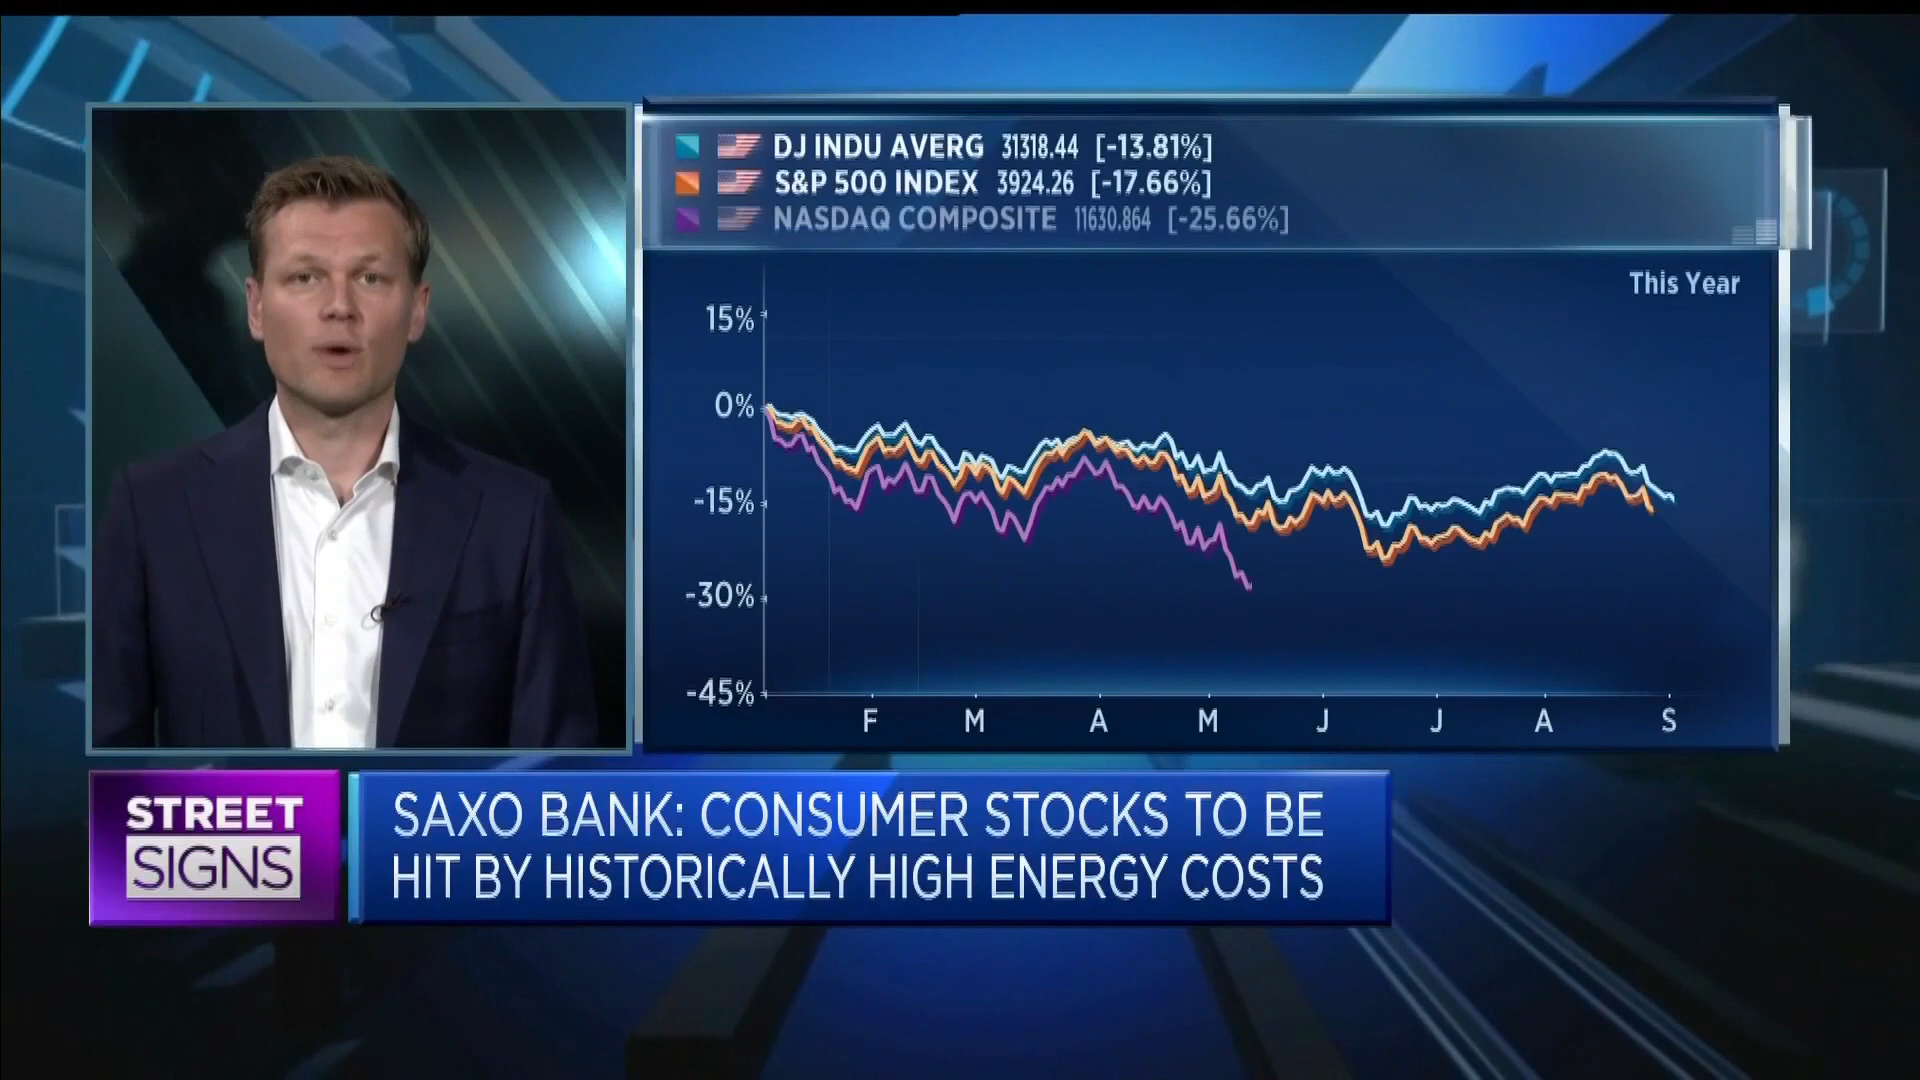 DJ INDU AVERG 31318.44 [-13.81%]
S&P 500 INDEX 3924.26 [-17.66%]
NASDAQ COMPOSITE 11630.864 [-25.66%]
This Year
15%
0%
-15%
-30%
-45%
F M A M J J A S
STREET
SIGNS
SAXO BANK: CONSUMER STOCKS TO BE
HIT BY HISTORICALLY HIGH ENERGY COSTS